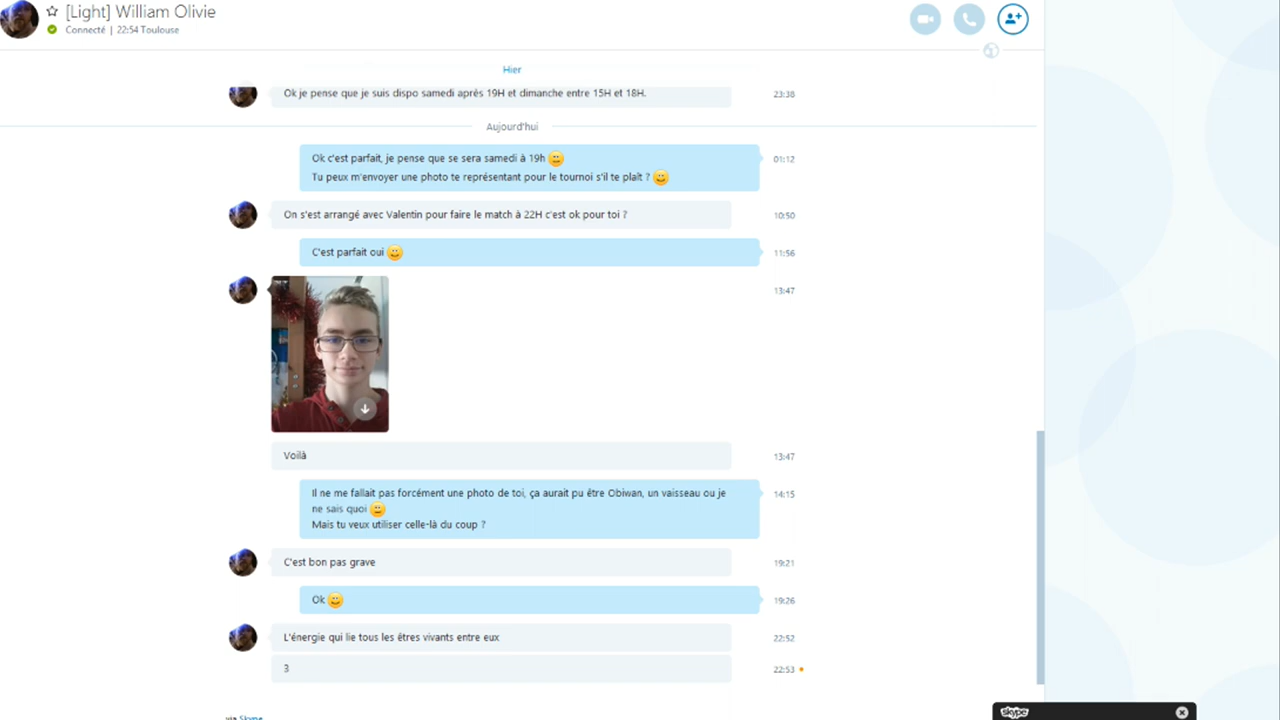 [Light] William Olivie
Connecté | 22:54 Toulouse
Hier
Ok je pense que je suis dispo samedi après 19H et dimanche entre 15H et 18H.
23:38
Aujourd'hui
Ok c'est parfait, je pense que se sera samedi à 19h
01:12
Tu peux m'envoyer une photo te représentant pour le tournoi s'il te plaît ?
On s'est arrangé avec Valentin pour faire le match à 22H c'est ok pour toi ?
10:50
C'est parfait oui
11:56
13:47
Voilà
13:47
Il ne me fallait pas forcément une photo de toi, ça aurait pu être Obiwan, un vaisseau ou je
14:15
ne sais quoi
Mais tu veux utiliser celle-là du coup ?
C'est bon pas grave
19:21
Ok
19:26
L'énergie qui lie tous les êtres vivants entre eux
22:52
3
22:53
via Skype
skype